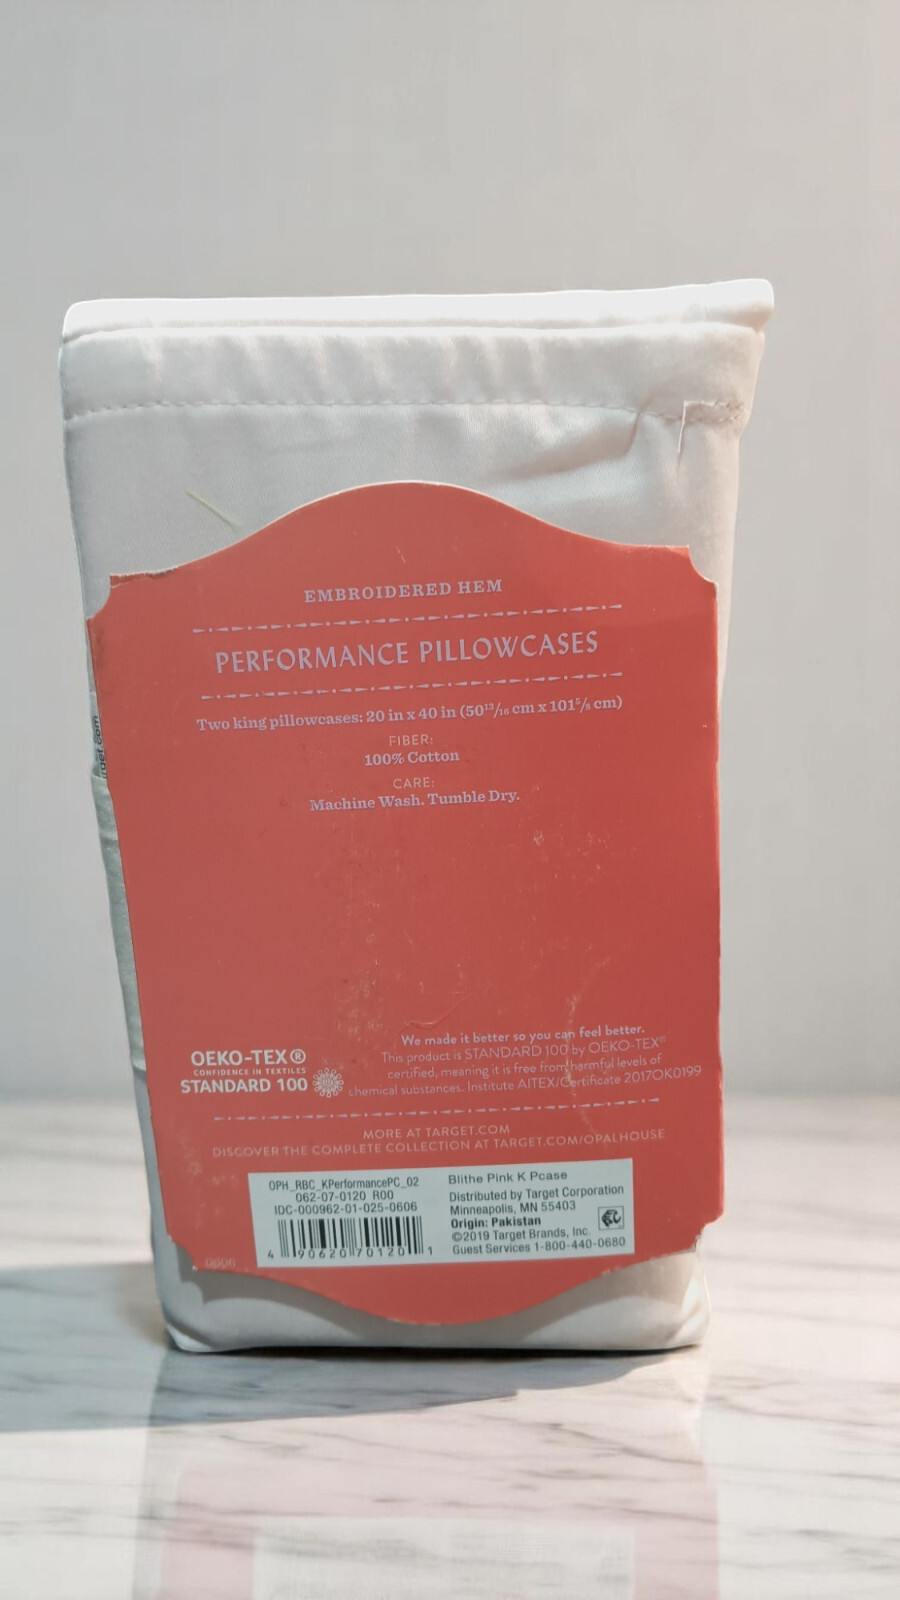 EMBROIDERED HEM
PERFORMANCE PILLOWCASES
Two king pillowcases: 20 in x 40 in (50¹³/₁₆ cm x 101⁵/₈ cm)
FIBER:
100% Cotton
CARE:
Machine Wash. Tumble Dry.
rget.com
We made it better so you can feel better.
This product is STANDARD 100 by OEKO-TEX®
certified, meaning it is free from harmful levels of
chemical substances. Institute AITEX/Certificate 2017OK0199
OEKO-TEX®
CONFIDENCE IN TEXTILES
STANDARD 100
MORE AT TARGET.COM
DISCOVER THE COMPLETE COLLECTION AT TARGET.COM/OPALHOUSE
OPH_RBC_KPerformancePC_02
062-07-0120 R00
IDC-000962-01-025-0606
4 90620 70120 1
Blithe Pink K Pcase
Distributed by Target Corporation
Minneapolis, MN 55403
Origin: Pakistan
©2019 Target Brands, Inc.
Guest Services 1-800-440-0680
0606